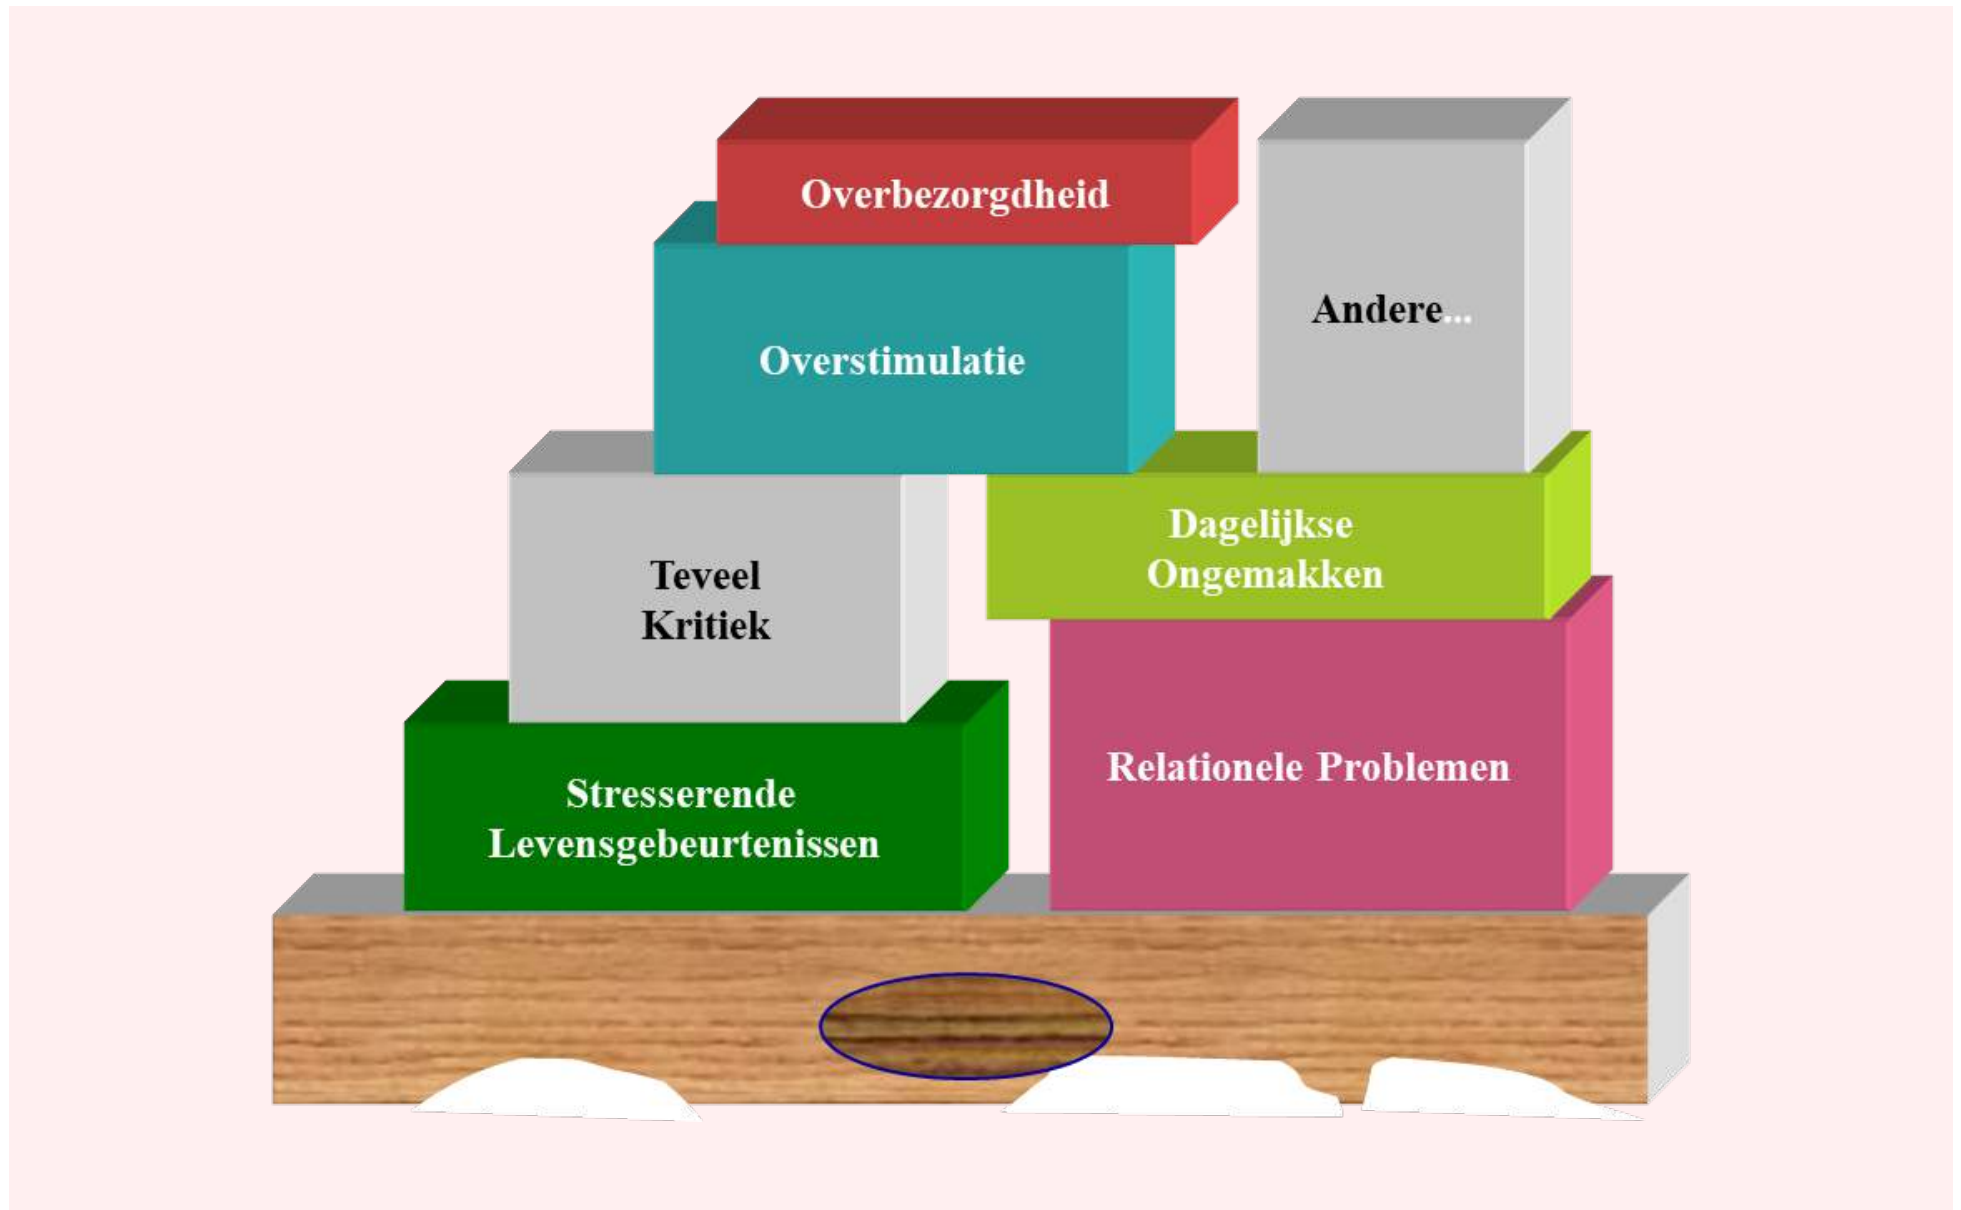 Overbezorgdheid
Andere...
Overstimulatie
Dagelijkse
Ongemakken
Teveel
Kritiek
Relationele Problemen
Stresserende
Levensgebeurtenissen